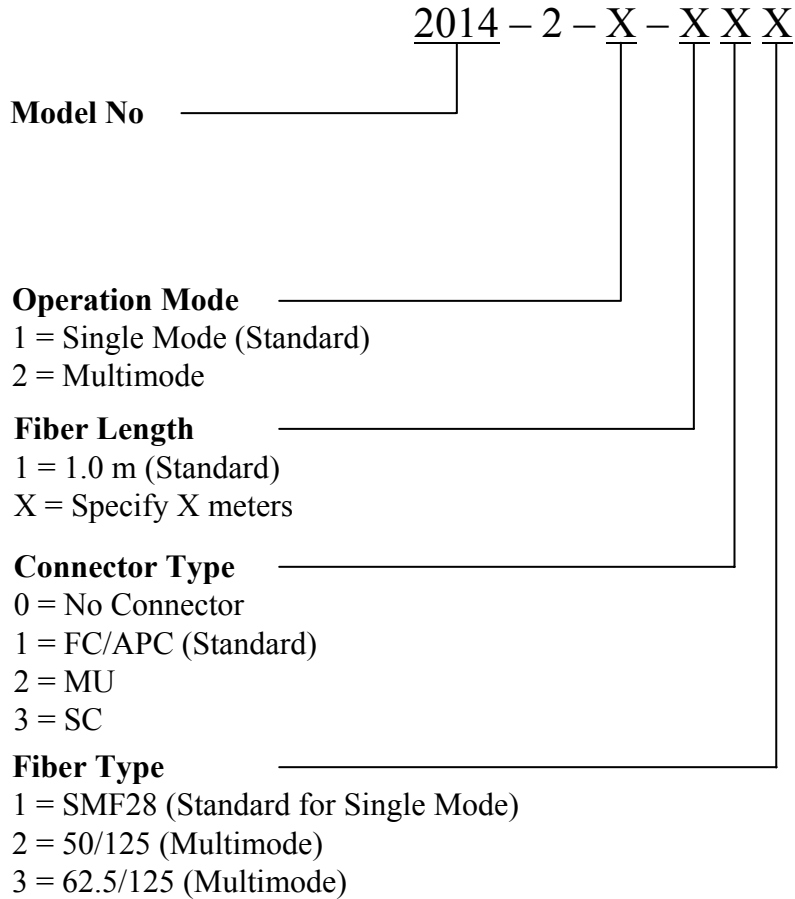 2014 – 2 – X – X X X
Model No
Operation Mode
1 = Single Mode (Standard)
2 = Multimode
Fiber Length
1 = 1.0 m (Standard)
X = Specify X meters
Connector Type
0 = No Connector
1 = FC/APC (Standard)
2 = MU
3 = SC
Fiber Type
1 = SMF28 (Standard for Single Mode)
2 = 50/125 (Multimode)
3 = 62.5/125 (Multimode)